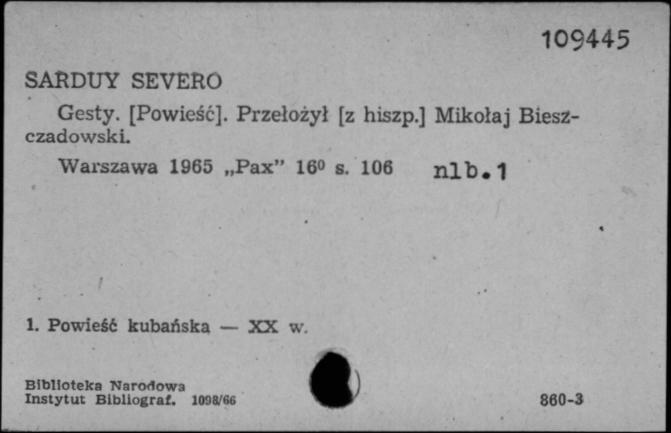 109445
SARDUY SEVERO
Gesty. [Powieść]. Przełożył [z hiszp.] Mikołaj Biesz-
czadowski.
Warszawa 1965 „Pax” 16⁰ s. 106 nlb.1
1. Powieść kubańska — XX w.
Biblioteka Narodowa
Instytut Bibliograf. 1098/66
860-3